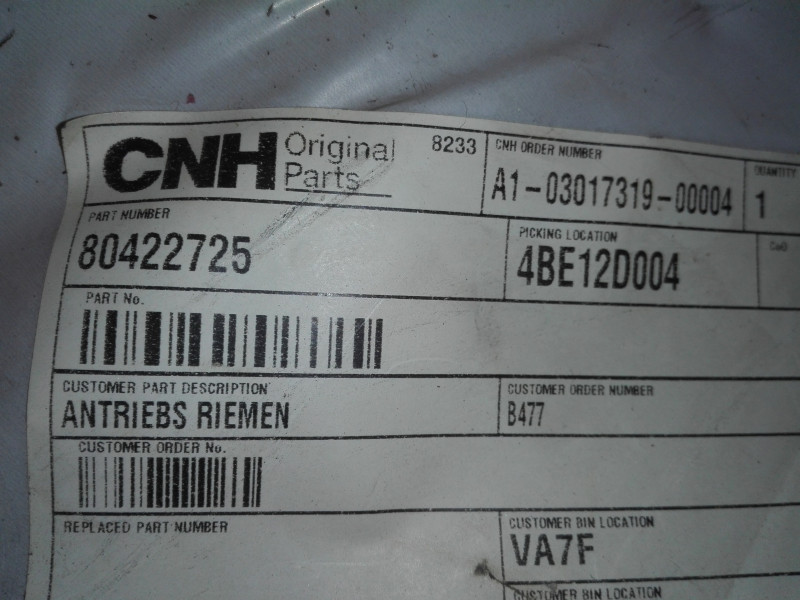 CNH Original Parts 8233
CNH ORDER NUMBER
A1-03017319-00004
QUANTITY
1
PART NUMBER
80422725
PICKING LOCATION
4BE12D004
CoO
PART No.
CUSTOMER PART DESCRIPTION
ANTRIEBS RIEMEN
CUSTOMER ORDER NUMBER
B477
CUSTOMER ORDER No.
REPLACED PART NUMBER
CUSTOMER BIN LOCATION
VA7F
CUSTOMER BIN LOCATION